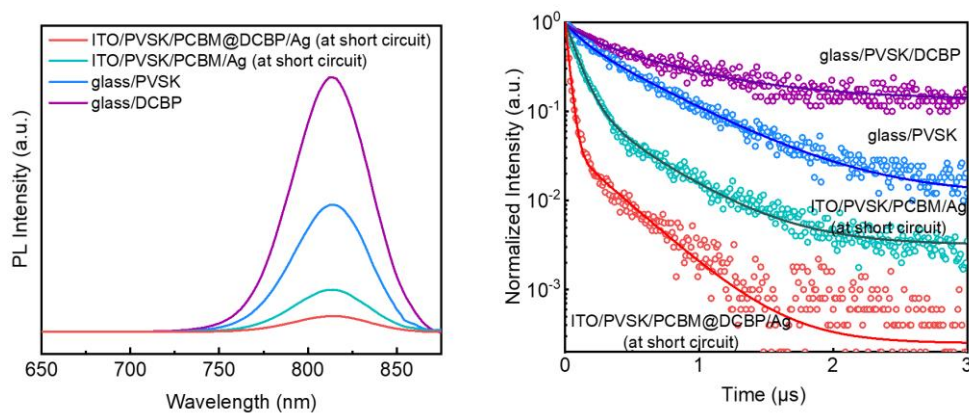 ITO/PVSK/PCBM@DCBP/Ag (at short circuit)
ITO/PVSK/PCBM/Ag (at short circuit)
glass/PVSK
glass/DCBP
PL Intensity (a.u.)
650 700 750 800 850
Wavelength (nm)
10⁰
10⁻¹
10⁻²
10⁻³
Normalized Intensity (a.u.)
glass/PVSK/DCBP
glass/PVSK
ITO/PVSK/PCBM/Ag
(at short circuit)
ITO/PVSK/PCBM@DCBP/Ag
(at short circuit)
0 1 2 3
Time (µs)